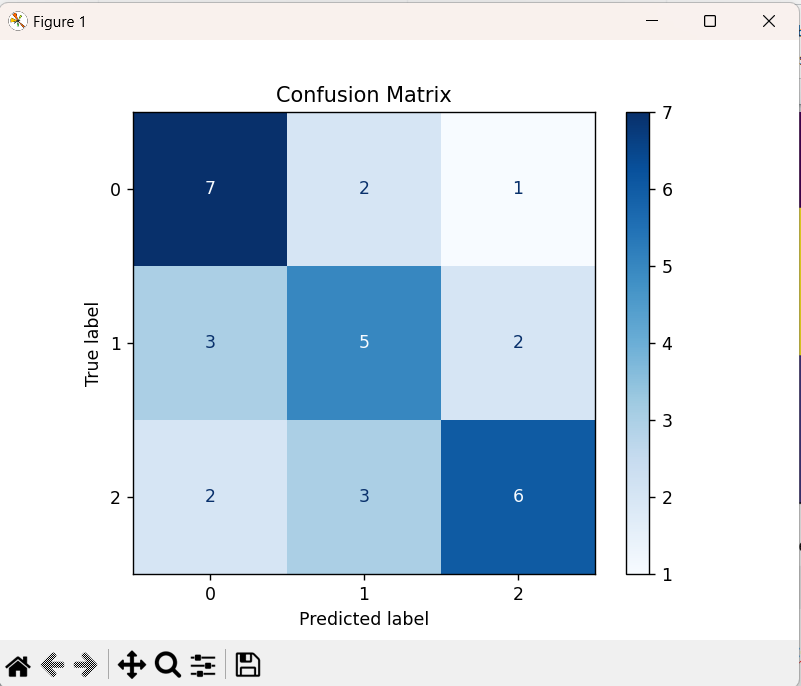 Figure 1
Confusion Matrix
7
0 7 2 1 6
5
True label 1 3 5 2 4
3
2 2 3 6 2
1
0 1 2
Predicted label